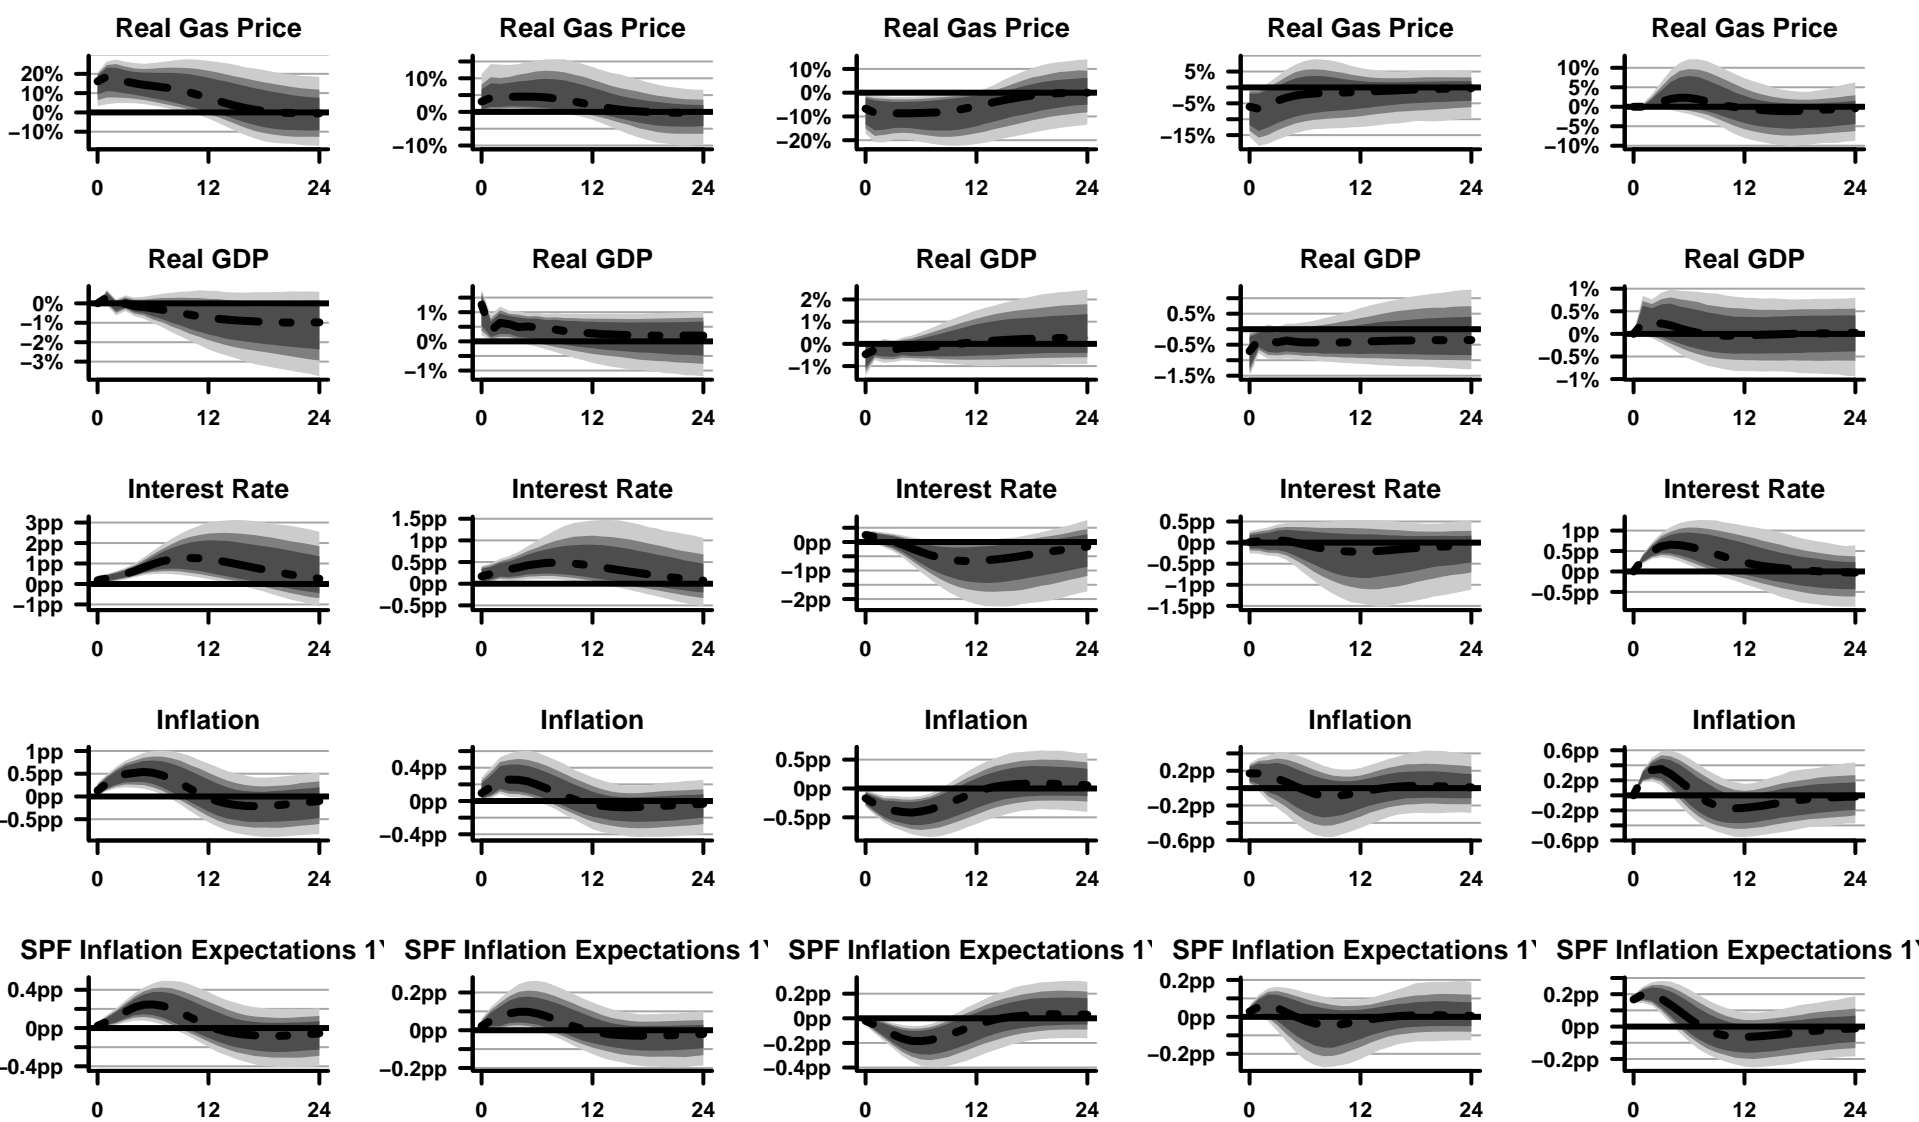 Real Gas Price Real Gas Price Real Gas Price Real Gas Price Real Gas Price
20% 10% 10% 5% 10%
10% 0% 0% −5% 5%
0% −10% −10% −15% 0%
−10% −20% −5%
−10%
0 12 24 0 12 24 0 12 24 0 12 24 0 12 24
Real GDP Real GDP Real GDP Real GDP Real GDP
0% 1% 2% 0.5% 1%
−1% 0% 1% −0.5% 0.5%
−2% −1% 0% −1.5% 0%
−3% −1% −0.5%
−1%
0 12 24 0 12 24 0 12 24 0 12 24 0 12 24
Interest Rate Interest Rate Interest Rate Interest Rate Interest Rate
3pp 1.5pp 0pp 0.5pp 1pp
2pp 1pp −1pp 0pp 0.5pp
1pp 0.5pp −2pp −0.5pp 0pp
0pp 0pp −1pp −0.5pp
−1pp −0.5pp −1.5pp
0 12 24 0 12 24 0 12 24 0 12 24 0 12 24
Inflation Inflation Inflation Inflation Inflation
1pp 0.4pp 0.5pp 0.2pp 0.6pp
0.5pp 0pp 0pp −0.2pp 0.2pp
0pp −0.4pp −0.5pp −0.6pp −0.2pp
−0.5pp −0.6pp
0 12 24 0 12 24 0 12 24 0 12 24 0 12 24
SPF Inflation Expectations 1 SPF Inflation Expectations 1 SPF Inflation Expectations 1 SPF Inflation Expectations 1 SPF Inflation Expectations 1
0.4pp 0.2pp 0.2pp 0.2pp 0.2pp
0pp 0pp 0pp 0pp 0pp
−0.4pp −0.2pp −0.2pp −0.2pp −0.2pp
−0.4pp
0 12 24 0 12 24 0 12 24 0 12 24 0 12 24